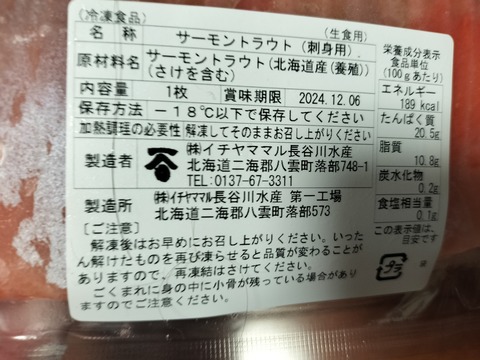 (冷凍食品) (生食用)
名 称 サーモントラウト(刺身用)
原材料名 サーモントラウト(北海道産(養殖))
(さけを含む)
内容量 1枚 賞味期限 2024.12.06
保存方法 -18℃以下で保存してください
加熱調理の必要性 解凍してそのままお召し上がりください
製造者 ㈱イチヤママル長谷川水産
北海道二海郡八雲町落部748-1
TEL:0137-67-3311
製造所 ㈱イチヤママル長谷川水産 第一工場
北海道二海郡八雲町落部573
[ご注意]
解凍後はお早めにお召し上がりください。いった
ん解けたものを再び凍らせると品質が変わることが
ありますので、再凍結はさけてください。
ごくまれに身の中に小骨が残っている場合があり
ますのでご注意ください。
栄養成分表示
食品単位
(100gあたり)
エネルギー
189 kcal
たんぱく質
20.5g
脂質
10.8g
炭水化物
0.2g
食塩相当量
0.1g
この表示値は、
目安です
プラ